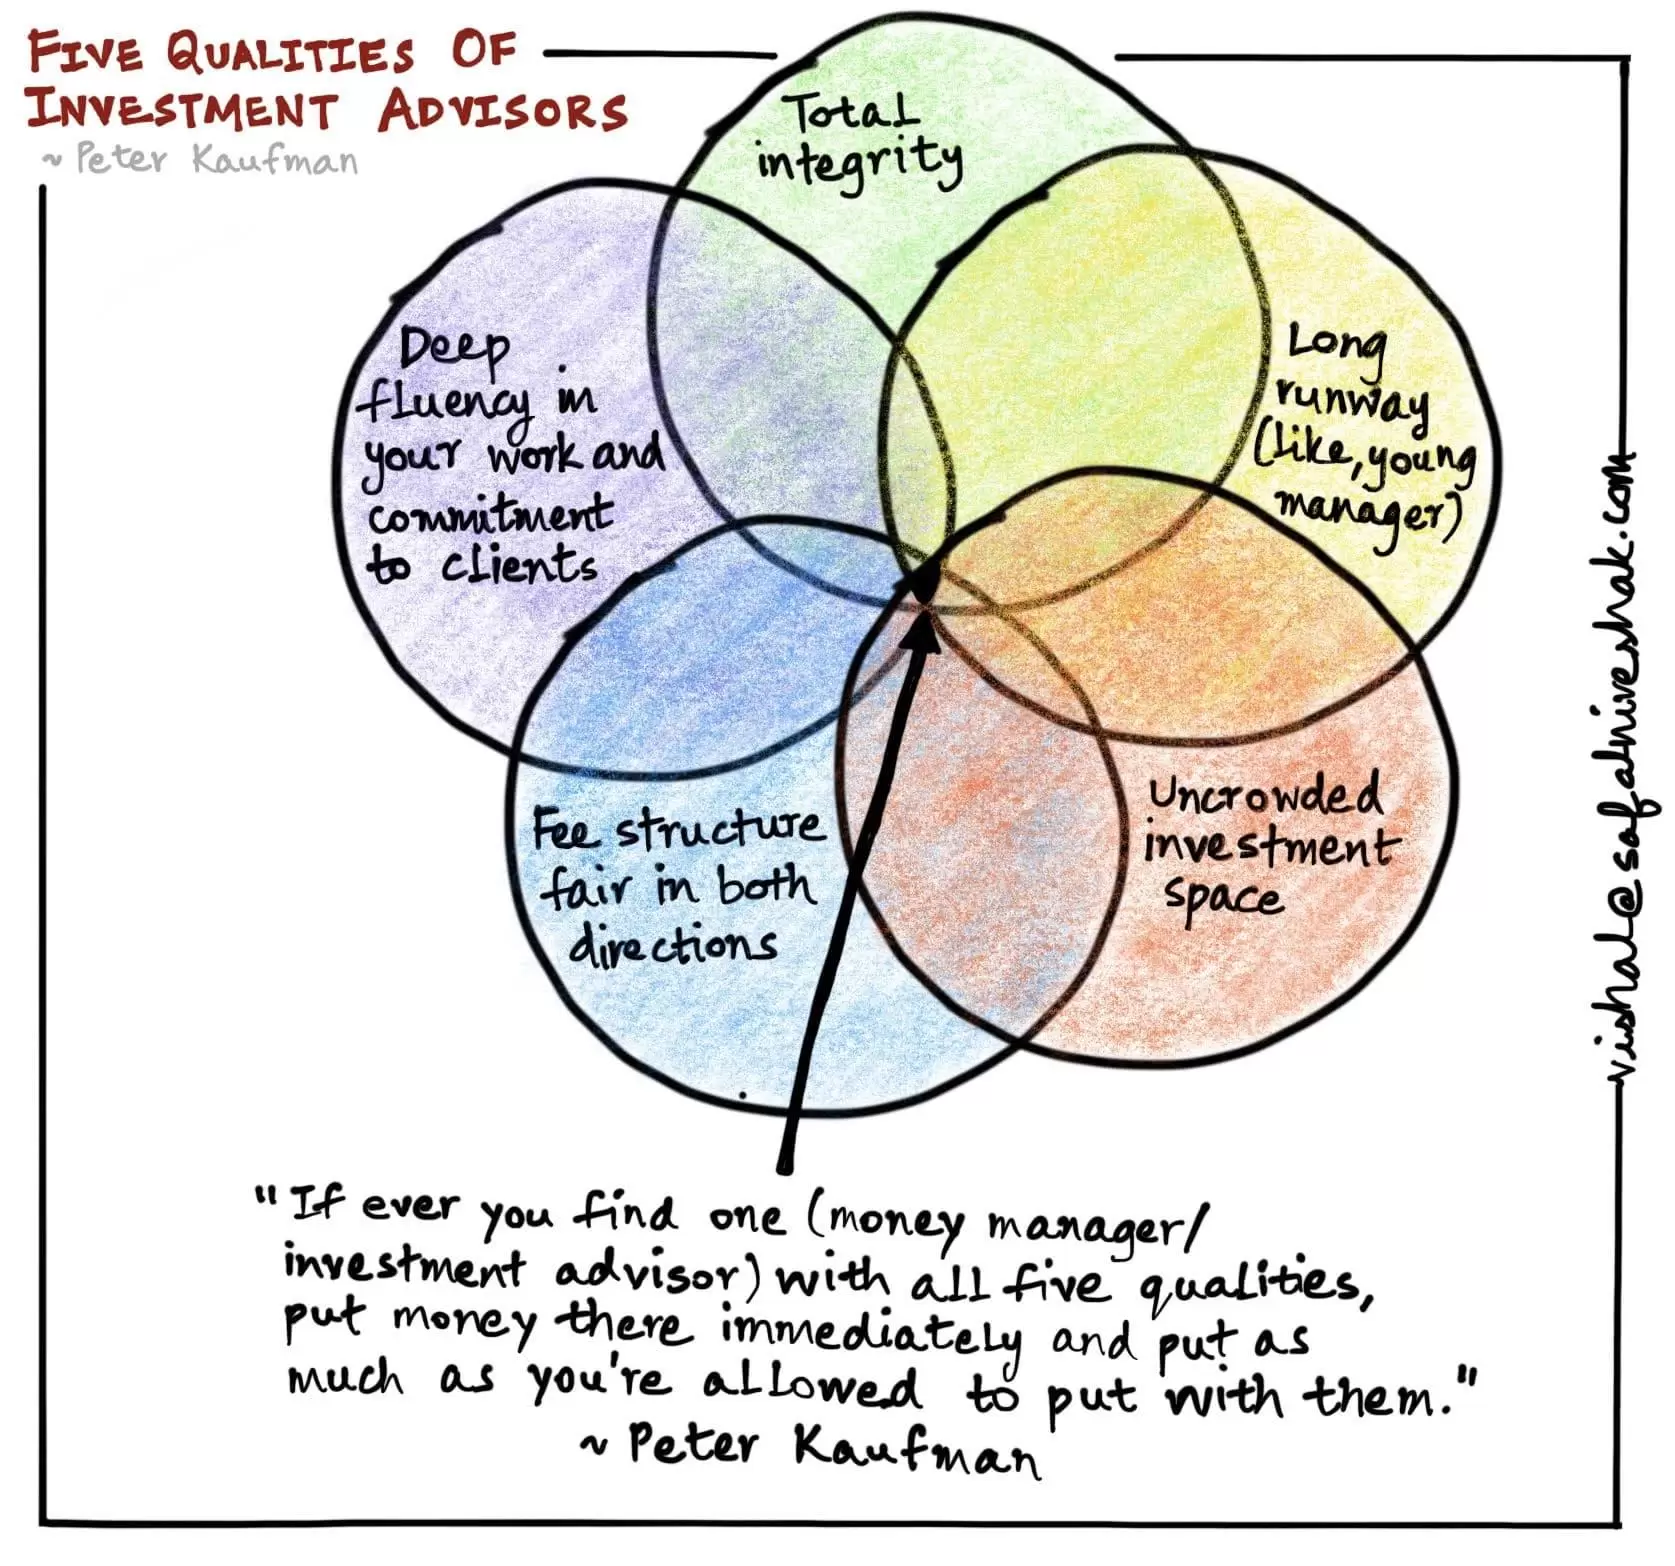 FIVE QUALITIES OF
INVESTMENT ADVISORS
~ Peter Kaufman
Total
integrity
Deep
fluency in
your work and
commitment
to clients
Long
runway
(like, young
manager)
Fee structure
fair in both
directions
Uncrowded
investment
space
"If ever you find one (money manager/
investment advisor) with all five qualities,
put money there immediately and put as
much as you're allowed to put with them."
~ Peter Kaufman
vishal@safalniveshak.com